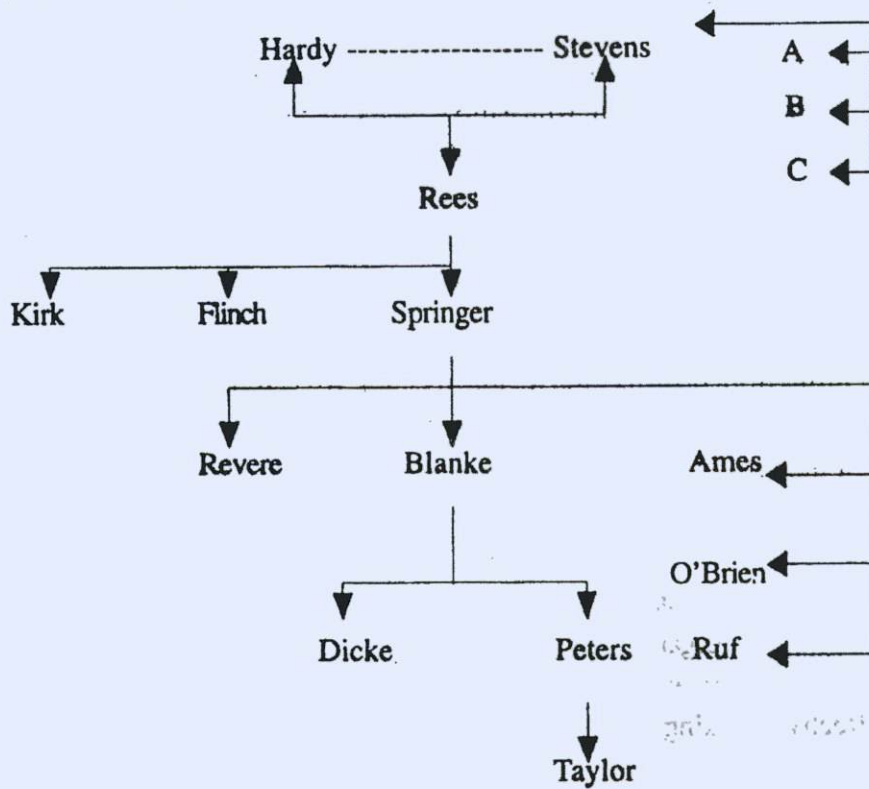 Hardy Stevens
A
B
C
Rees
Kirk Flinch Springer
Revere Blanke Ames
O'Brien
Dicke Peters Ruf
Taylor